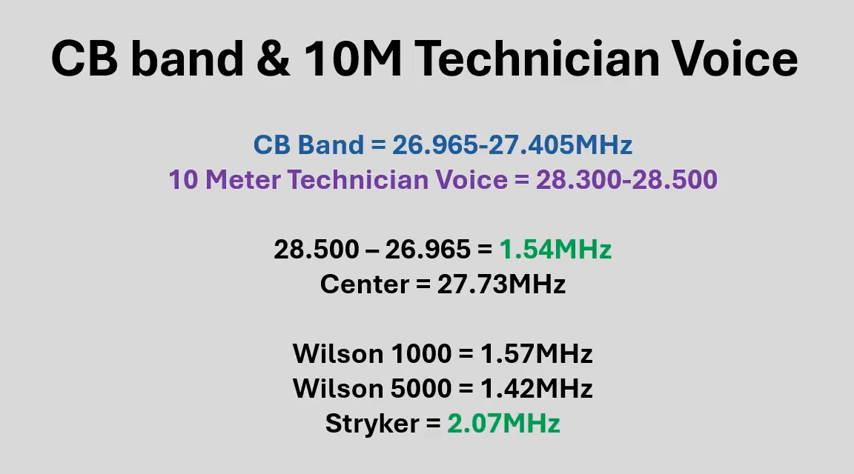 CB band & 10M Technician Voice
CB Band = 26.965-27.405MHz
10 Meter Technician Voice = 28.300-28.500
28.500 – 26.965 = 1.54MHz
Center = 27.73MHz
Wilson 1000 = 1.57MHz
Wilson 5000 = 1.42MHz
Stryker = 2.07MHz